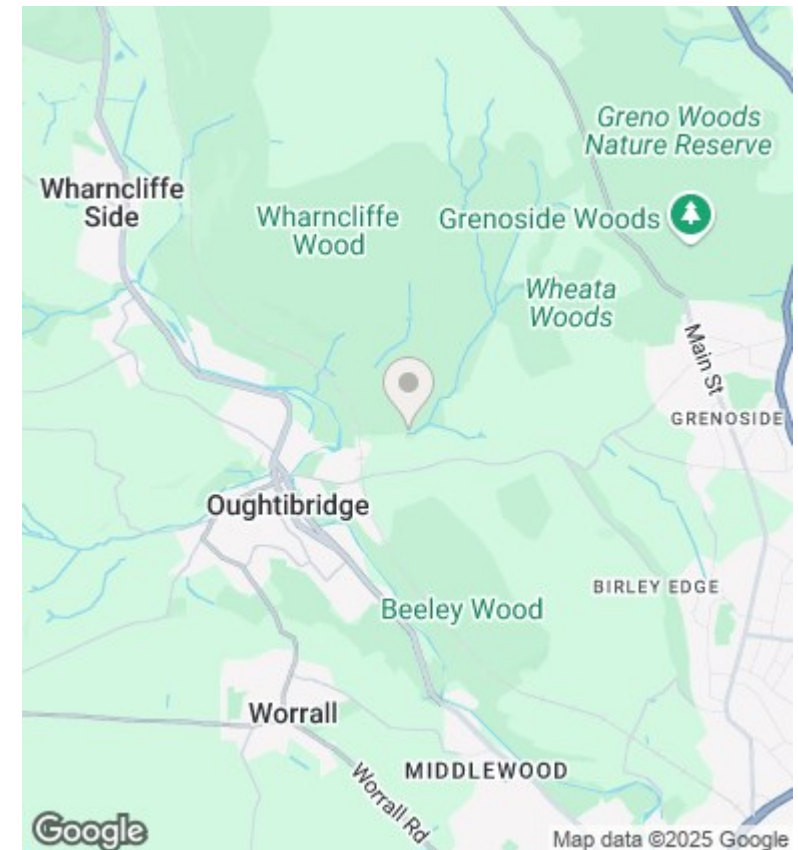 Greno Woods
Nature Reserve
Wharncliffe
Side
Wharncliffe
Wood
Grenoside Woods
Wheata
Woods
Main St
GRENOSIDE
Oughtibridge
BIRLEY EDGE
Beeley Wood
Worrall
MIDDLEWOOD
Worrall Rd
Google
Map data ©2025 Google